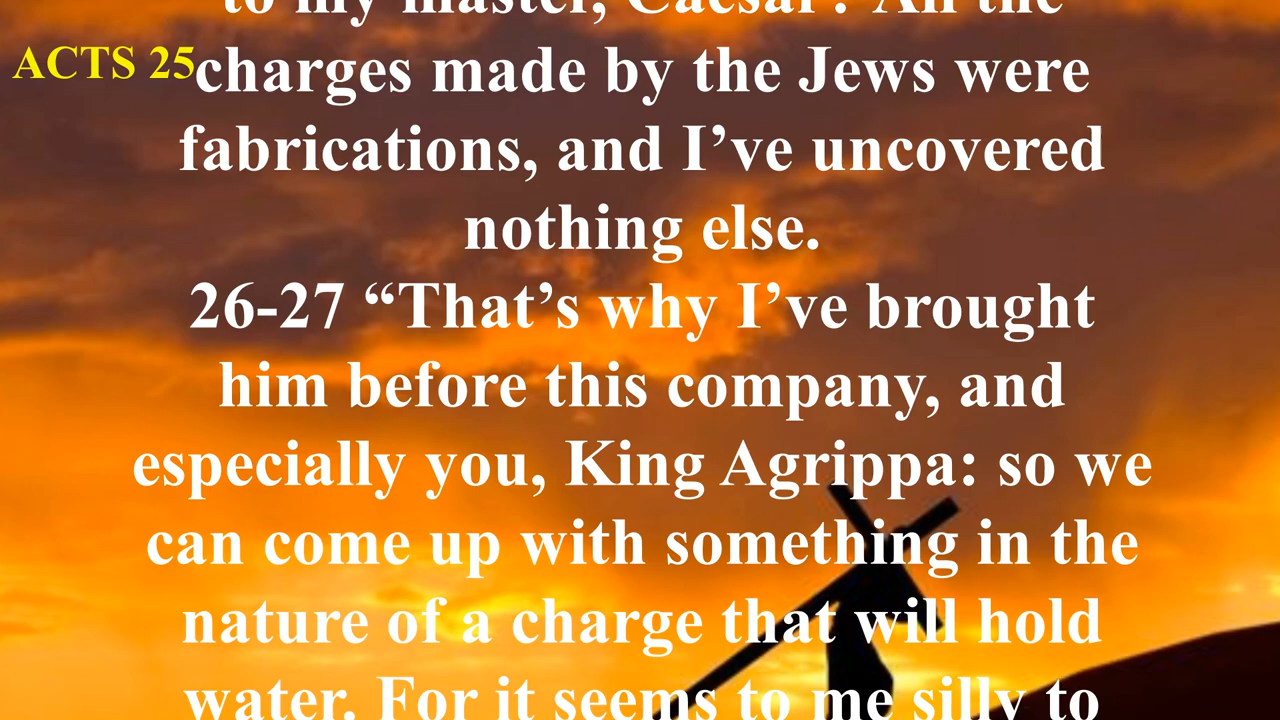 to my master, Caesar? All the
ACTS 25
charges made by the Jews were
fabrications, and I’ve uncovered
nothing else.
26-27 “That’s why I’ve brought
him before this company, and
especially you, King Agrippa: so we
can come up with something in the
nature of a charge that will hold
water. For it seems to me silly to